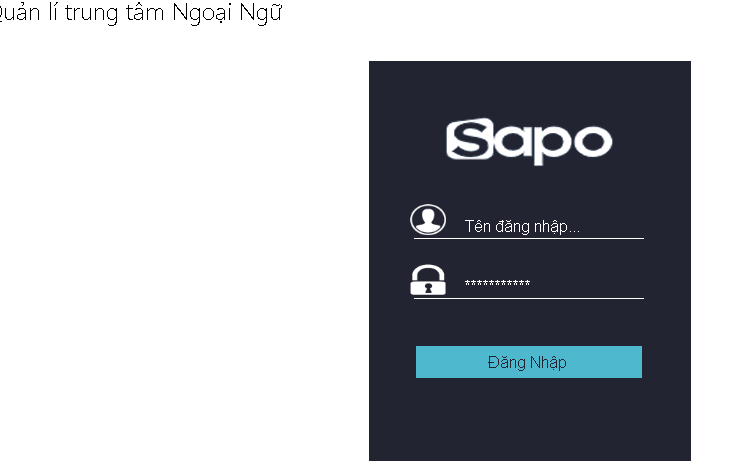 Quản lí trung tâm Ngoại Ngữ
Sapo
Tên đăng nhập...
***********
Đăng Nhập